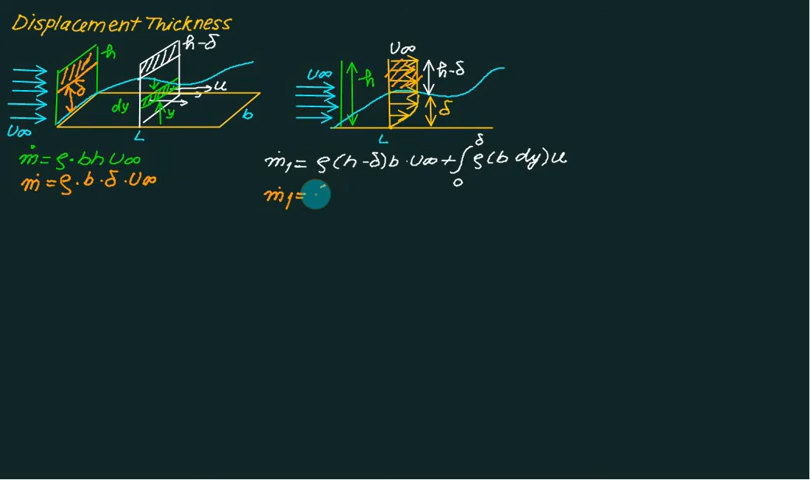 Displacement Thickness
h
h-δ
δ
dy
y
u
b
U∞
L
U∞
U∞
h
h-δ
δ
L
ṁ = ρ·bh U∞
ṁ = ρ·b·δ·U∞
ṁ₁ = ρ(h-δ)b·U∞ + ∫₀^δ ρ(b dy)u
ṁ₁ =